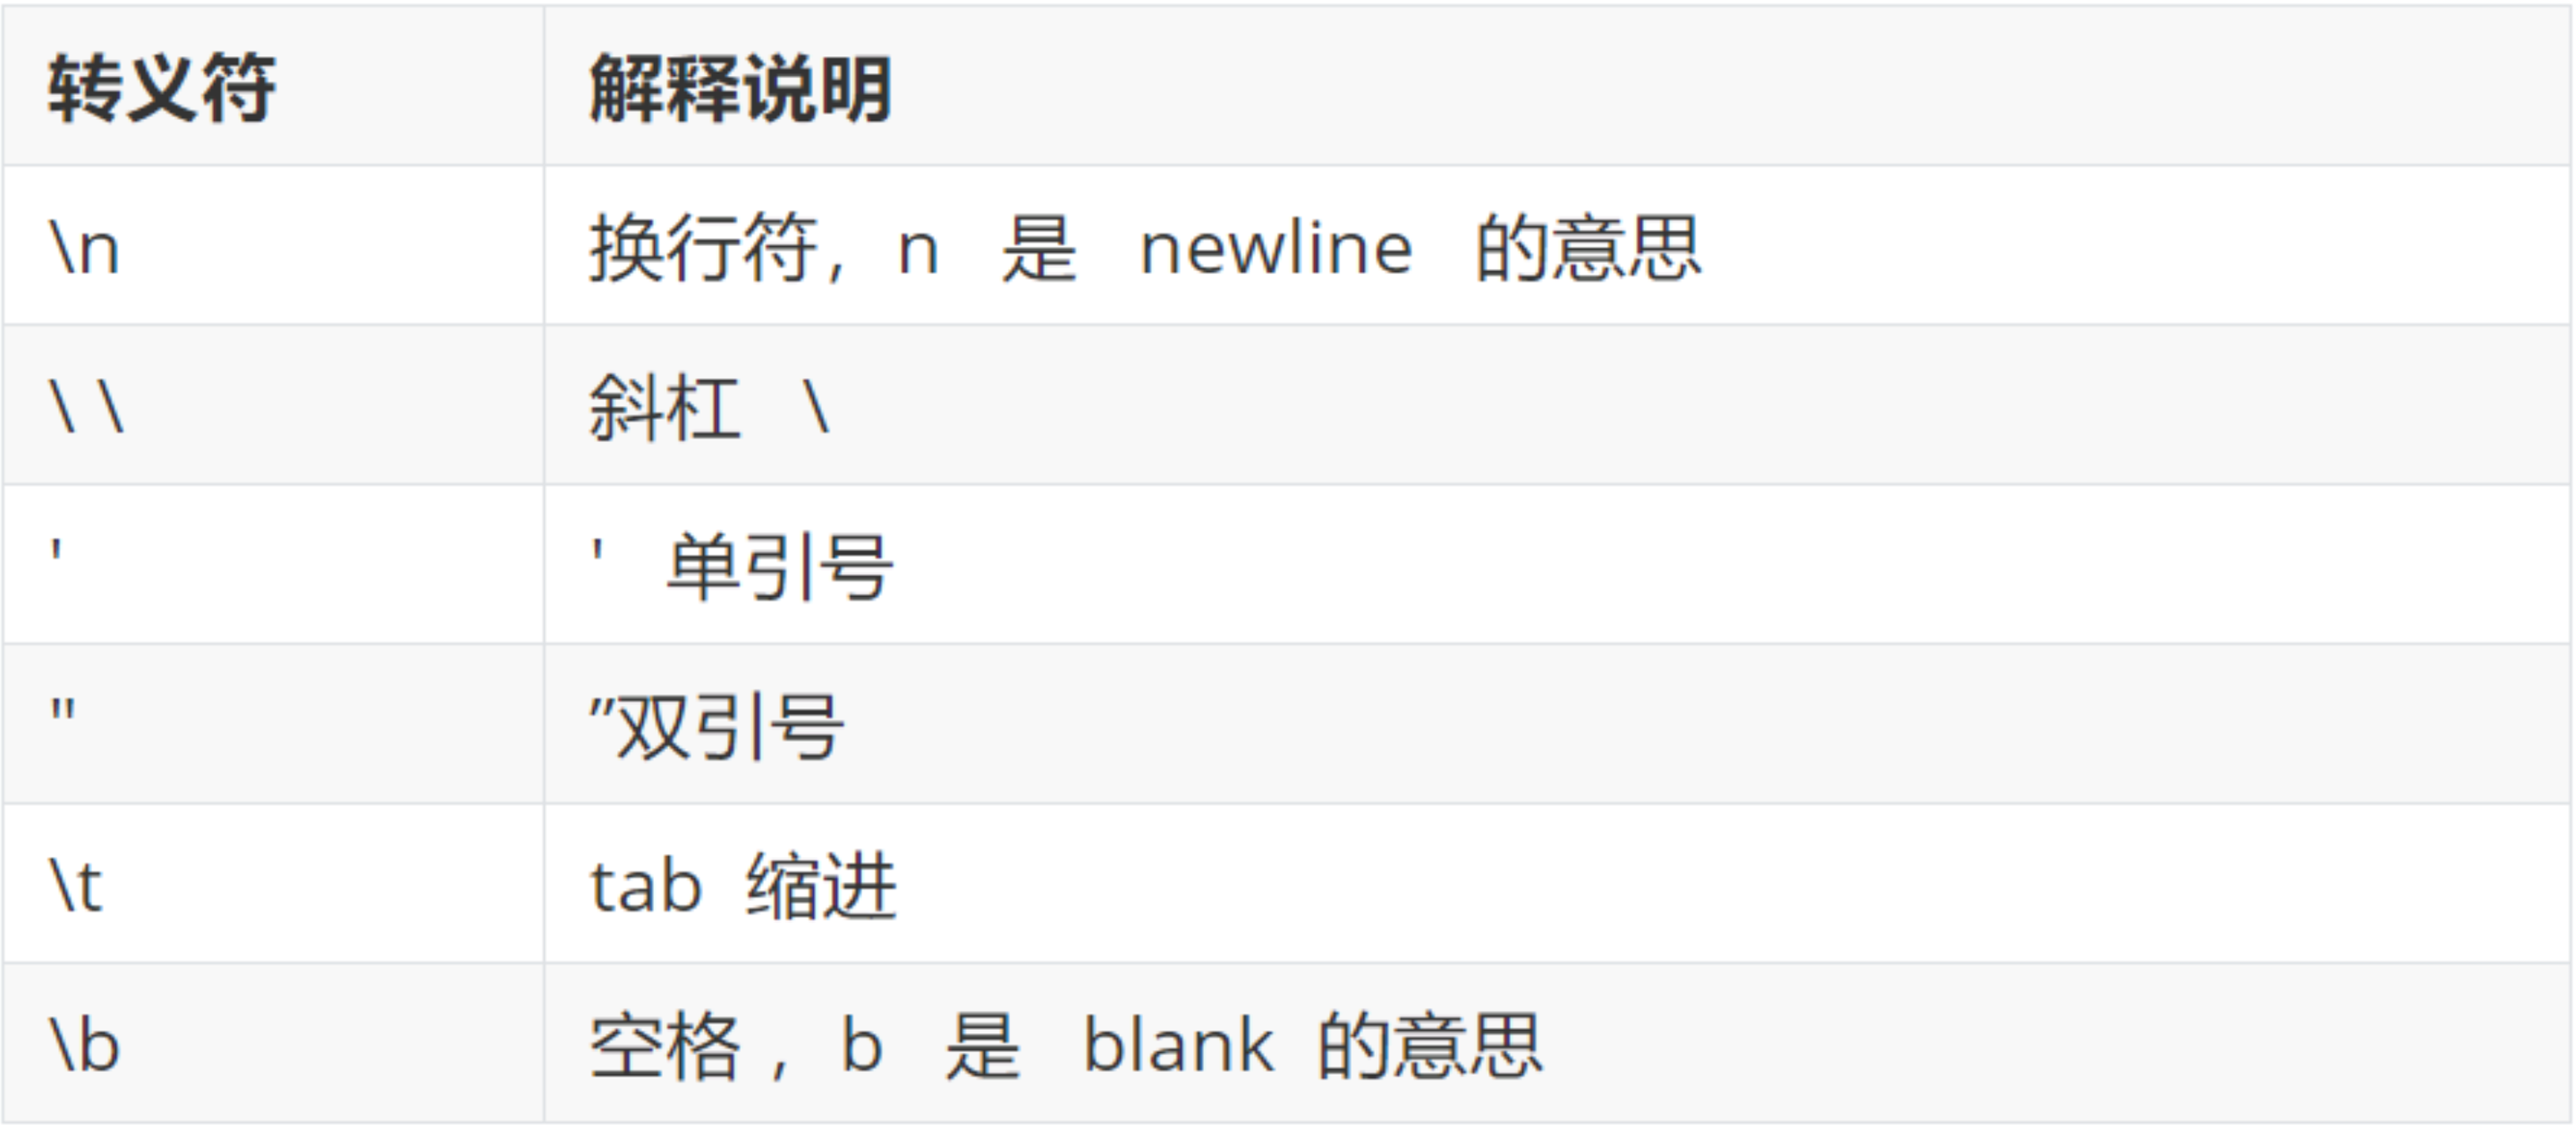 转义符 解释说明
\n 换行符，n 是 newline 的意思
\ \ 斜杠 \
' ' 单引号
" ”双引号
\t tab 缩进
\b 空格 ，b 是 blank 的意思